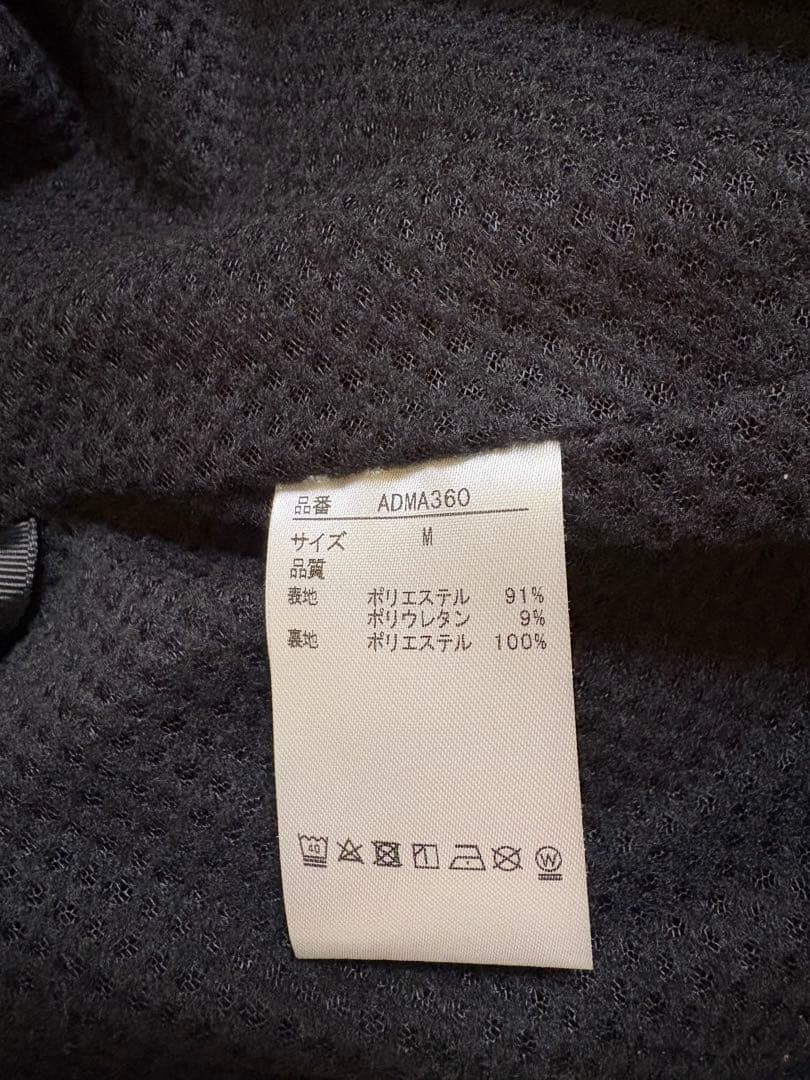 品番 ADMA360
サイズ M
品質
表地 ポリエステル 91%
ポリウレタン 9%
裏地 ポリエステル 100%
40 W